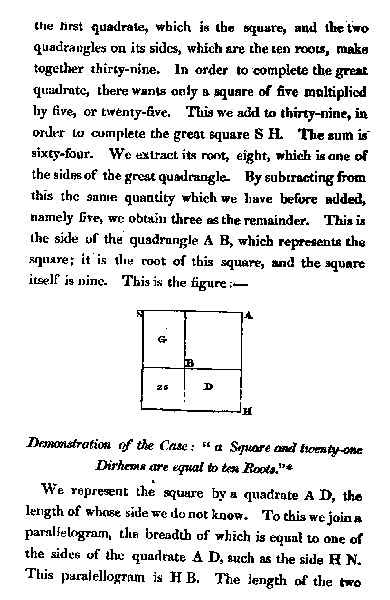 the first quadrate, which is the square, and the two
quadrangles on its sides, which are the ten roots, make
together thirty-nine. In order to complete the great
quadrate, there wants only a square of five multiplied
by five, or twenty-five. This we add to thirty-nine, in
order to complete the great square S H. The sum is
sixty-four. We extract its root, eight, which is one of
the sides of the great quadrangle. By subtracting from
this the same quantity which we have before added,
namely five, we obtain three as the remainder. This is
the side of the quadrangle A B, which represents the
square; it is the root of this square, and the square
itself is nine. This is the figure:—
S A
G
B
25 D
H
Demonstration of the Case: “a Square and twenty-one
Dirhems are equal to ten Roots.”*
We represent the square by a quadrate A D, the
length of whose side we do not know. To this we join a
parallelogram, the breadth of which is equal to one of
the sides of the quadrate A D, such as the side H N.
This paralellogram is H B. The length of the two